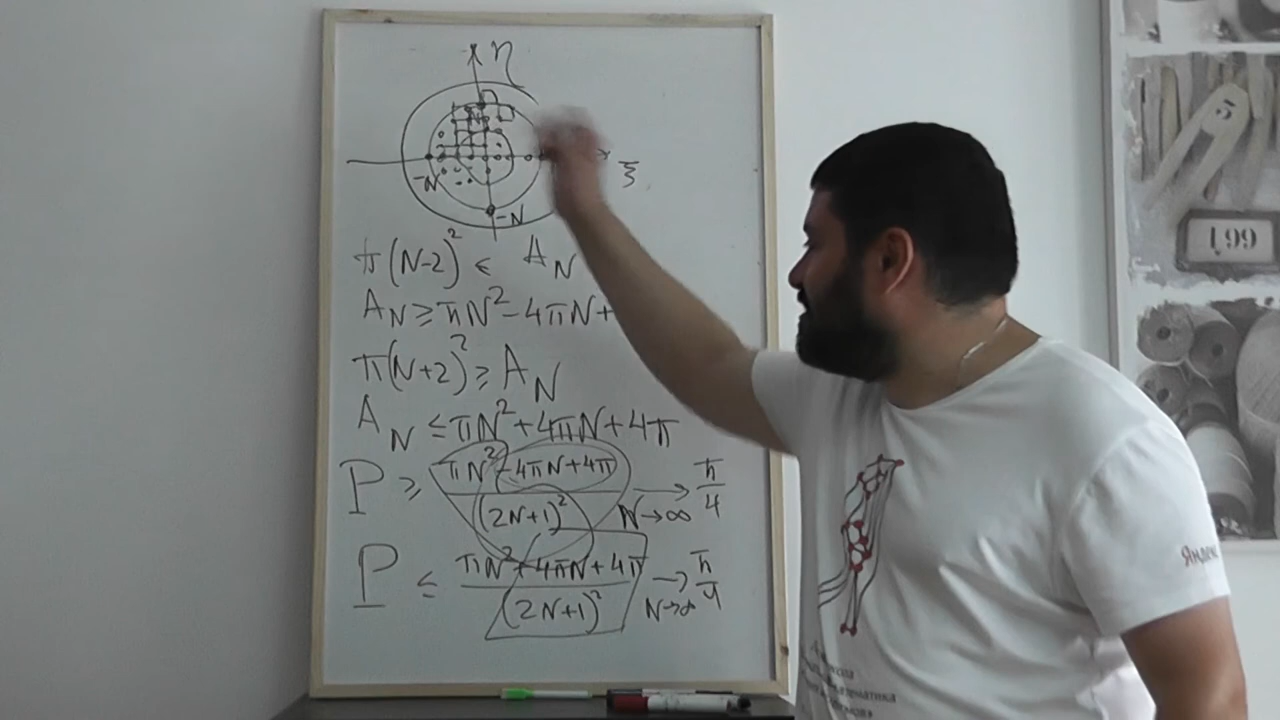 η
N
ξ
-N
-N
π(N-2)² ≤ A_N
A_N ≥ πN² - 4πN +
π(N+2)² ≥ A_N
A_N ≤ πN² + 4πN + 4π
P ≥ (πN² - 4πN + 4π) / (2N+1)² → π/4
N→∞
P ≤ (πN² + 4πN + 4π) / (2N+1)² → π/4
N→∞
Яндекс